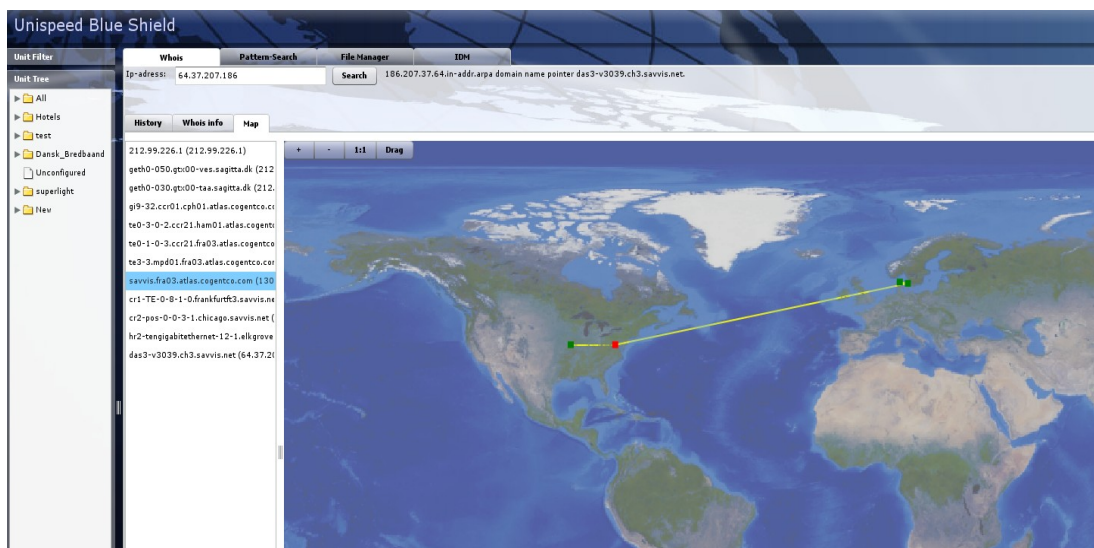 Unispeed Blue Shield
Unit Filter
Unit Tree
All
Hotels
test
Dansk_Bredbaand
Unconfigured
superlight
New
Whois Pattern-Search File Manager IDM
Ip-adress: 64.37.207.186 Search 186.207.37.64.in-addr.arpa domain name pointer das3-v3039.ch3.savvis.net.
History Whois info Map
+ - 1:1 Drag
212.99.226.1 (212.99.226.1)
geth0-050.gtx00-ves.sagitta.dk (212
geth0-030.gtx00-taa.sagitta.dk (212.
gi9-32.ccr01.cph01.atlas.cogentco.co
te0-3-0-2.ccr21.ham01.atlas.cogentc
te0-1-0-3.ccr21.fra03.atlas.cogentco
te3-3.mpd01.fra03.atlas.cogentco.cor
savvis.fra03.atlas.cogentco.com (130
cr1-TE-0-8-1-0.frankfurtft3.savvis.ne
cr2-pos-0-0-3-1.chicago.savvis.net (
hr2-tengigabitethernet-12-1.elkgrove
das3-v3039.ch3.savvis.net (64.37.20